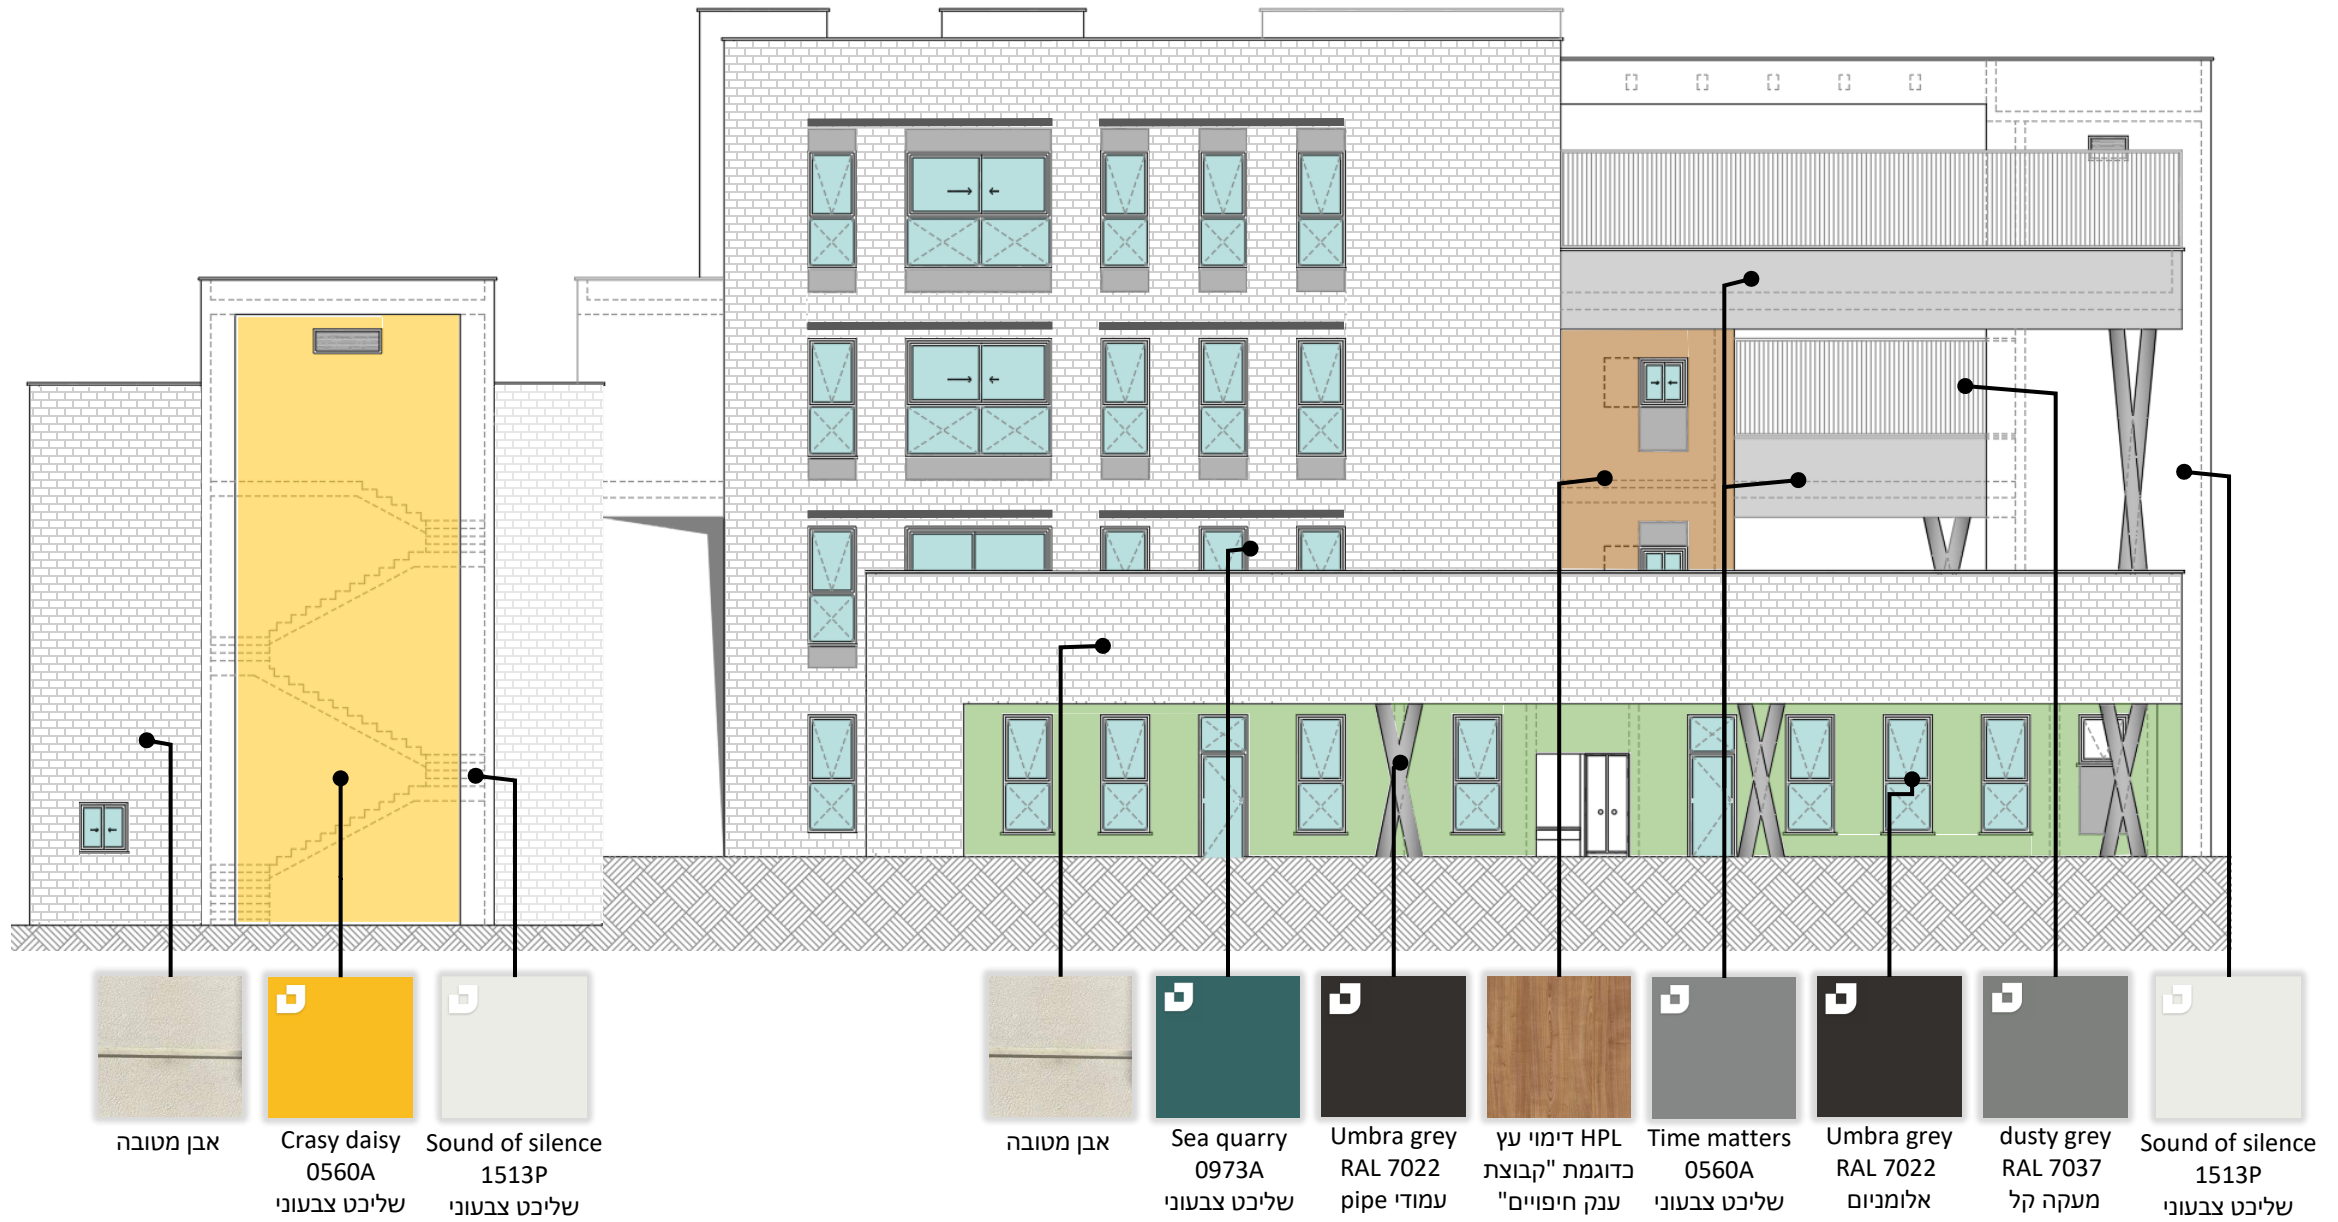 אבן מטובה
Crasy daisy
0560A
שליכט צבעוני
Sound of silence
1513P
שליכט צבעוני
אבן מטובה
Sea quarry
0973A
שליכט צבעוני
Umbra grey
RAL 7022
עמודי pipe
HPL דימוי עץ
כדוגמת "קבוצת
ענק חיפויים"
Time matters
0560A
שליכט צבעוני
Umbra grey
RAL 7022
אלומניום
dusty grey
RAL 7037
מעקה קל
Sound of silence
1513P
שליכט צבעוני